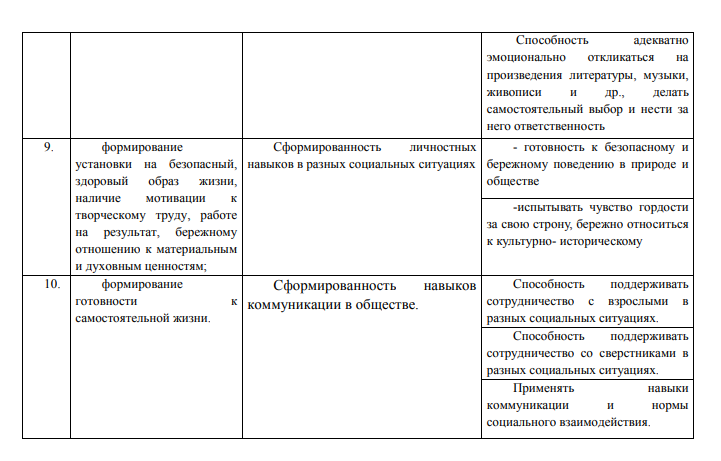 Способность адекватно
эмоционально откликаться на
произведения литературы, музыки,
живописи и др., делать
самостоятельный выбор и нести за
него ответственность
9.
формирование
установки на безопасный,
здоровый образ жизни,
наличие мотивации к
творческому труду, работе
на результат, бережному
отношению к материальным
и духовным ценностям;
Сформированность личностных
навыков в разных социальных ситуациях
- готовность к безопасному и
бережному поведению в природе и
обществе
-испытывать чувство гордости
за свою строну, бережно относиться
к культурно- историческому
10.
формирование
готовности к
самостоятельной жизни.
Сформированность навыков
коммуникации в обществе.
Способность поддерживать
сотрудничество с взрослыми в
разных социальных ситуациях.
Способность поддерживать
сотрудничество со сверстниками в
разных социальных ситуациях.
Применять навыки
коммуникации и нормы
социального взаимодействия.